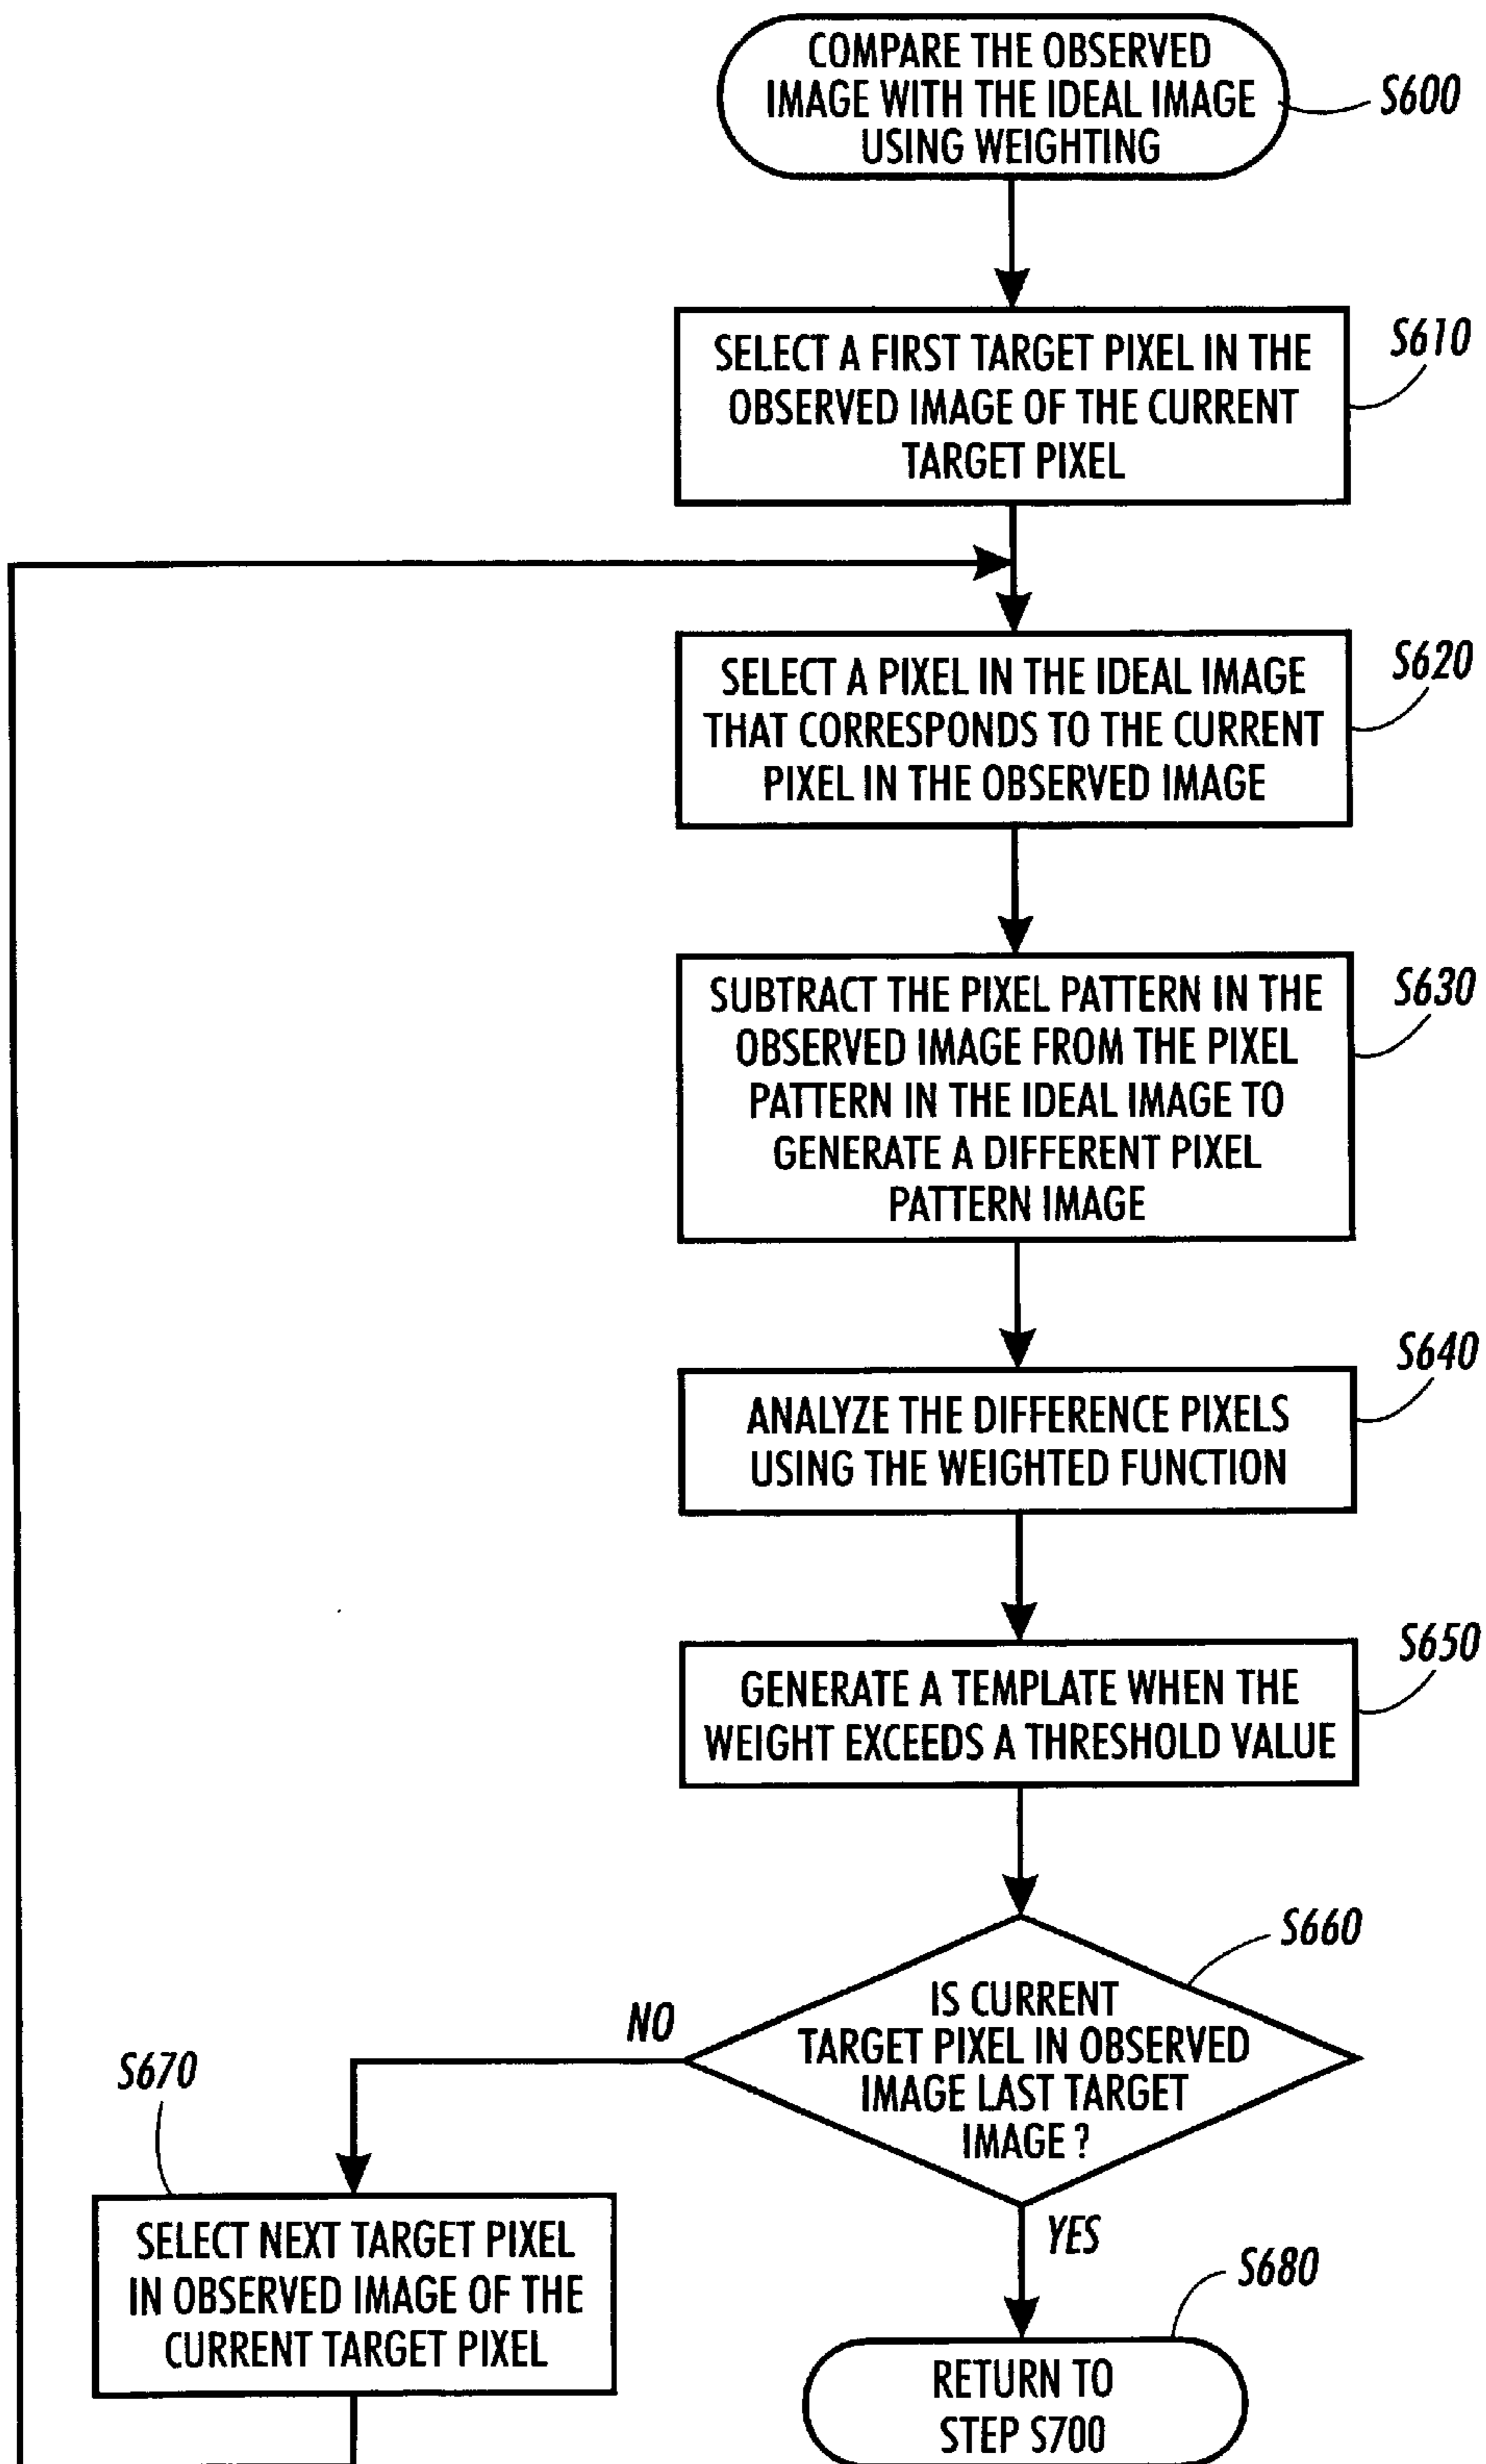 COMPARE THE OBSERVED
IMAGE WITH THE IDEAL IMAGE
USING WEIGHTING
S600
SELECT A FIRST TARGET PIXEL IN THE
OBSERVED IMAGE OF THE CURRENT
TARGET PIXEL
S610
SELECT A PIXEL IN THE IDEAL IMAGE
THAT CORRESPONDS TO THE CURRENT
PIXEL IN THE OBSERVED IMAGE
S620
SUBTRACT THE PIXEL PATTERN IN THE
OBSERVED IMAGE FROM THE PIXEL
PATTERN IN THE IDEAL IMAGE TO
GENERATE A DIFFERENT PIXEL
PATTERN IMAGE
S630
ANALYZE THE DIFFERENCE PIXELS
USING THE WEIGHTED FUNCTION
S640
GENERATE A TEMPLATE WHEN THE
WEIGHT EXCEEDS A THRESHOLD VALUE
S650
IS CURRENT
TARGET PIXEL IN OBSERVED
IMAGE LAST TARGET
IMAGE ?
S660
NO
S670
SELECT NEXT TARGET PIXEL
IN OBSERVED IMAGE OF THE
CURRENT TARGET PIXEL
YES
S680
RETURN TO
STEP S700